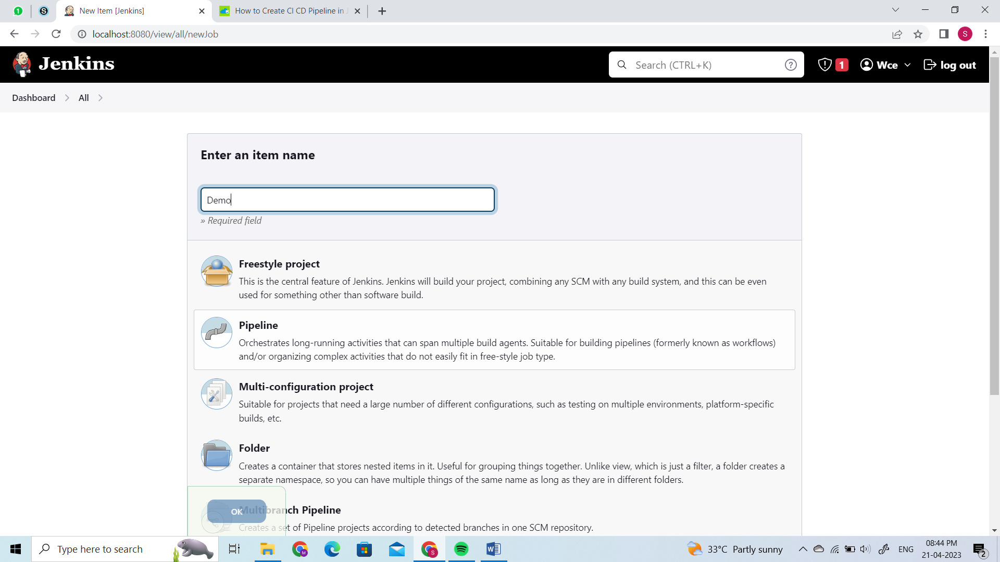 New Item [Jenkins]
How to Create CI CD Pipeline in J
localhost:8080/view/all/newJob
S
Jenkins
Search (CTRL+K)
1
Wce
log out
Dashboard
All
Enter an item name
Demo
» Required field
Freestyle project
This is the central feature of Jenkins. Jenkins will build your project, combining any SCM with any build system, and this can be even
used for something other than software build.
Pipeline
Orchestrates long-running activities that can span multiple build agents. Suitable for building pipelines (formerly known as workflows)
and/or organizing complex activities that do not easily fit in free-style job type.
Multi-configuration project
Suitable for projects that need a large number of different configurations, such as testing on multiple environments, platform-specific
builds, etc.
Folder
Creates a container that stores nested items in it. Useful for grouping things together. Unlike view, which is just a filter, a folder creates a
separate namespace, so you can have multiple things of the same name as long as they are in different folders.
OK
Multibranch Pipeline
Creates a set of Pipeline projects according to detected branches in one SCM repository.
Type here to search
33°C Partly sunny
ENG
08:44 PM
21-04-2023
2